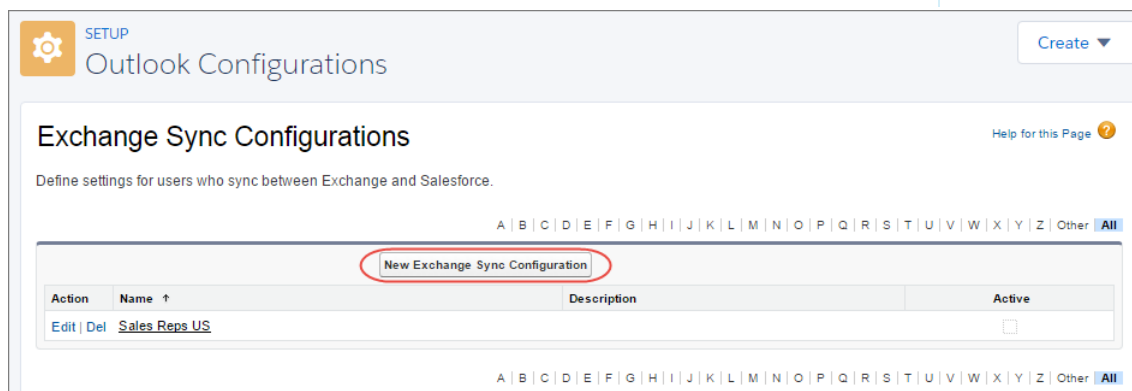 SETUP
Outlook Configurations
Create
Exchange Sync Configurations
Help for this Page
Define settings for users who sync between Exchange and Salesforce.
A | B | C | D | E | F | G | H | I | J | K | L | M | N | O | P | Q | R | S | T | U | V | W | X | Y | Z | Other All
New Exchange Sync Configuration
Action Name ↑ Description Active
Edit | Del Sales Reps US
A | B | C | D | E | F | G | H | I | J | K | L | M | N | O | P | Q | R | S | T | U | V | W | X | Y | Z | Other All